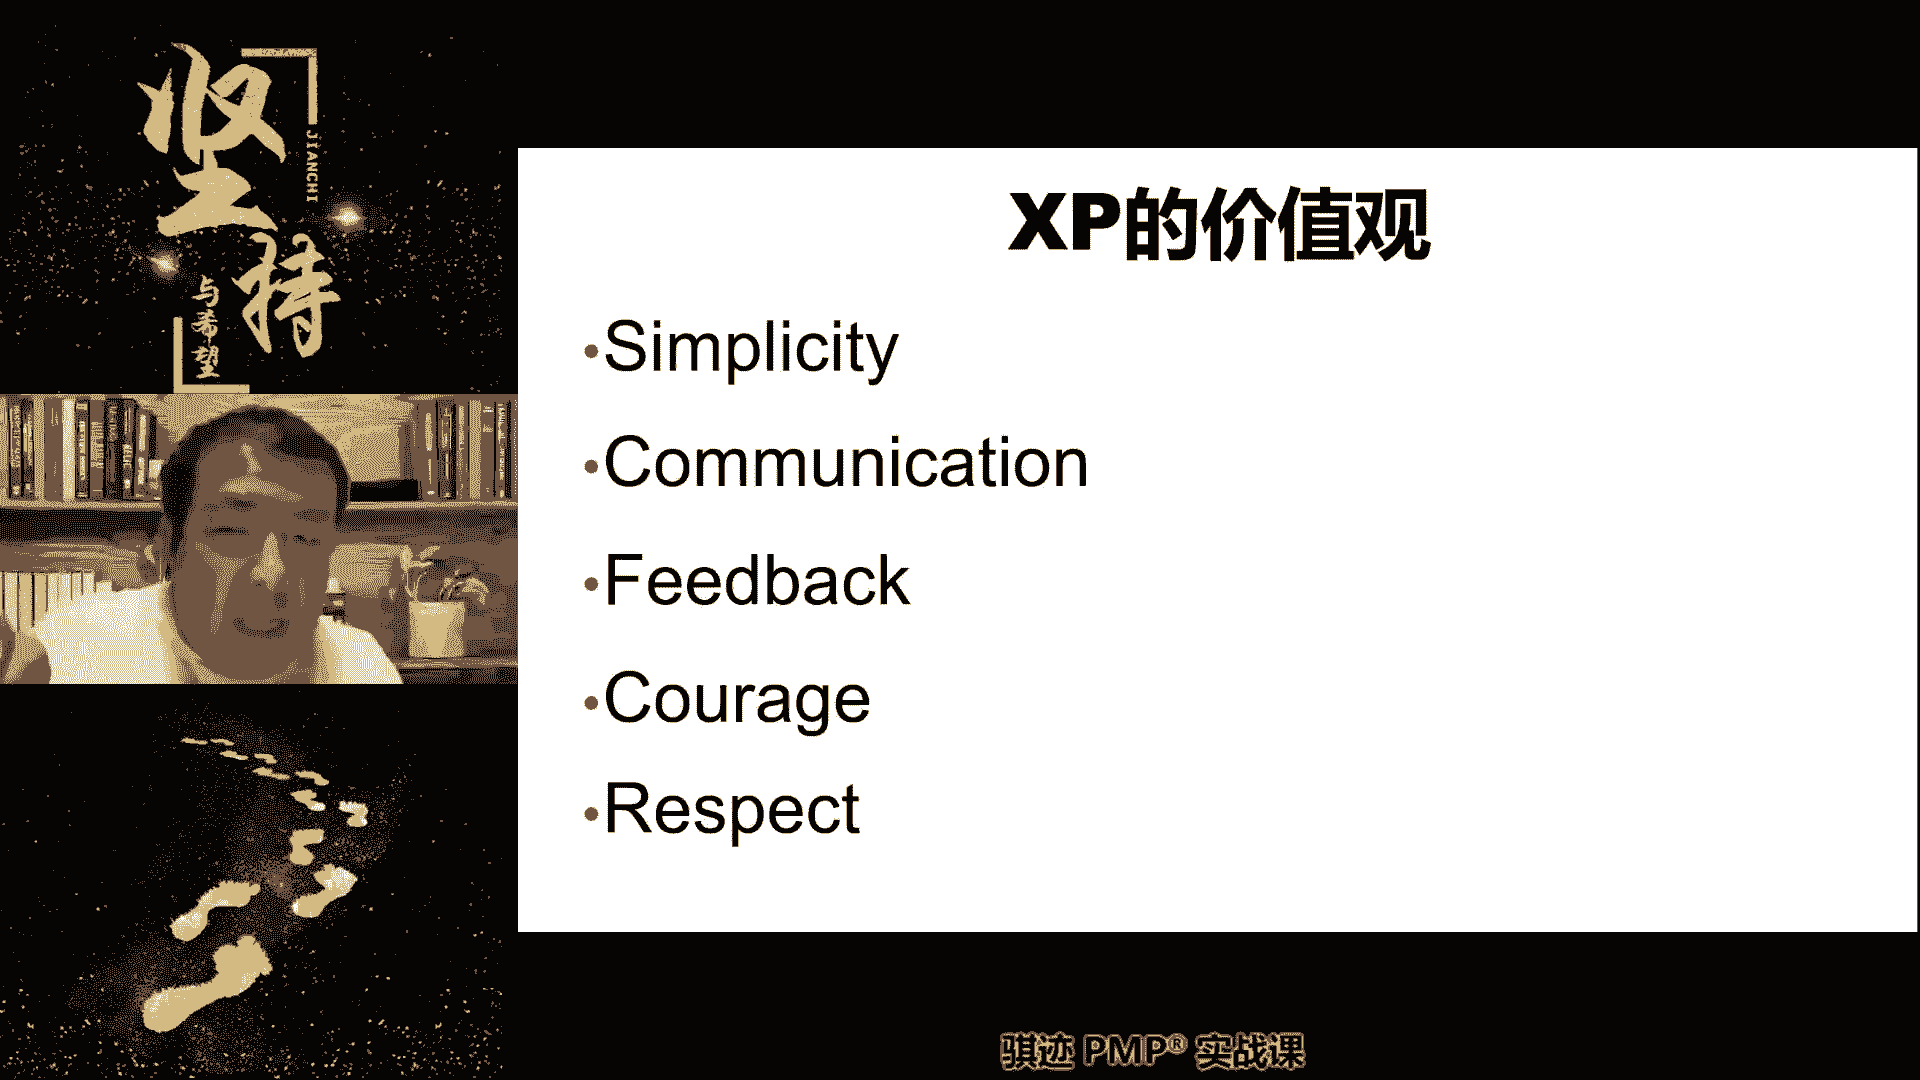 坚持
JIANCHI
与希望
XP的价值观
•Simplicity
•Communication
•Feedback
•Courage
•Respect
骐迹 PMP® 实战课